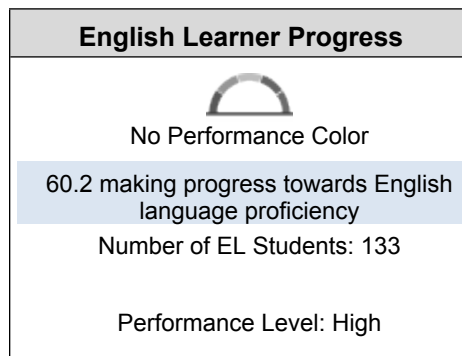 English Learner Progress
No Performance Color
60.2 making progress towards English
language proficiency
Number of EL Students: 133
Performance Level: High